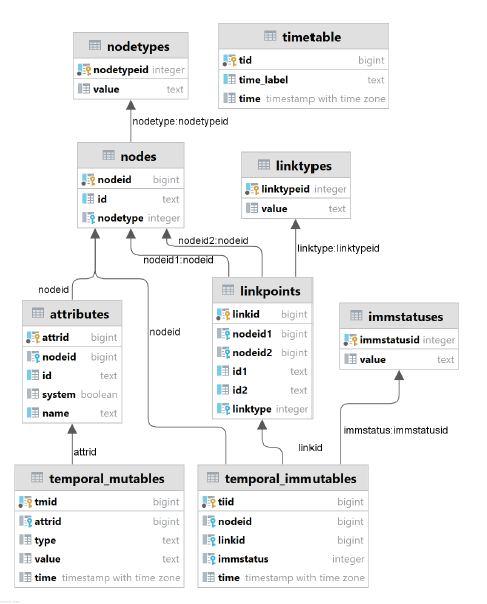 nodetypes
nodetypeid integer
value text
timetable
tid bigint
time_label text
time timestamp with time zone
nodetype:nodetypeid
nodes
nodeid bigint
id text
nodetype integer
linktypes
linktypeid integer
value text
nodeid2:nodeid
nodeid1:nodeid
linktype:linktypeid
nodeid
nodeid
linkpoints
linkid bigint
nodeid1 bigint
nodeid2 bigint
id1 text
id2 text
linktype integer
attributes
attrid bigint
nodeid bigint
id text
system boolean
name text
immstatuses
immstatusid integer
value text
immstatus:immstatusid
attrid
linkid
temporal_mutables
tmid bigint
attrid bigint
type text
value text
time timestamp with time zone
temporal_immutables
tiid bigint
nodeid bigint
linkid bigint
immstatus integer
time timestamp with time zone